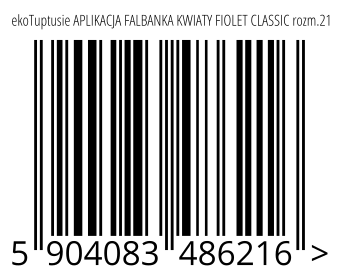 ekoTuptusie APLIKACJA FALBANKA KWIATY FIOLET CLASSIC rozm.21
5 904083 486216 >